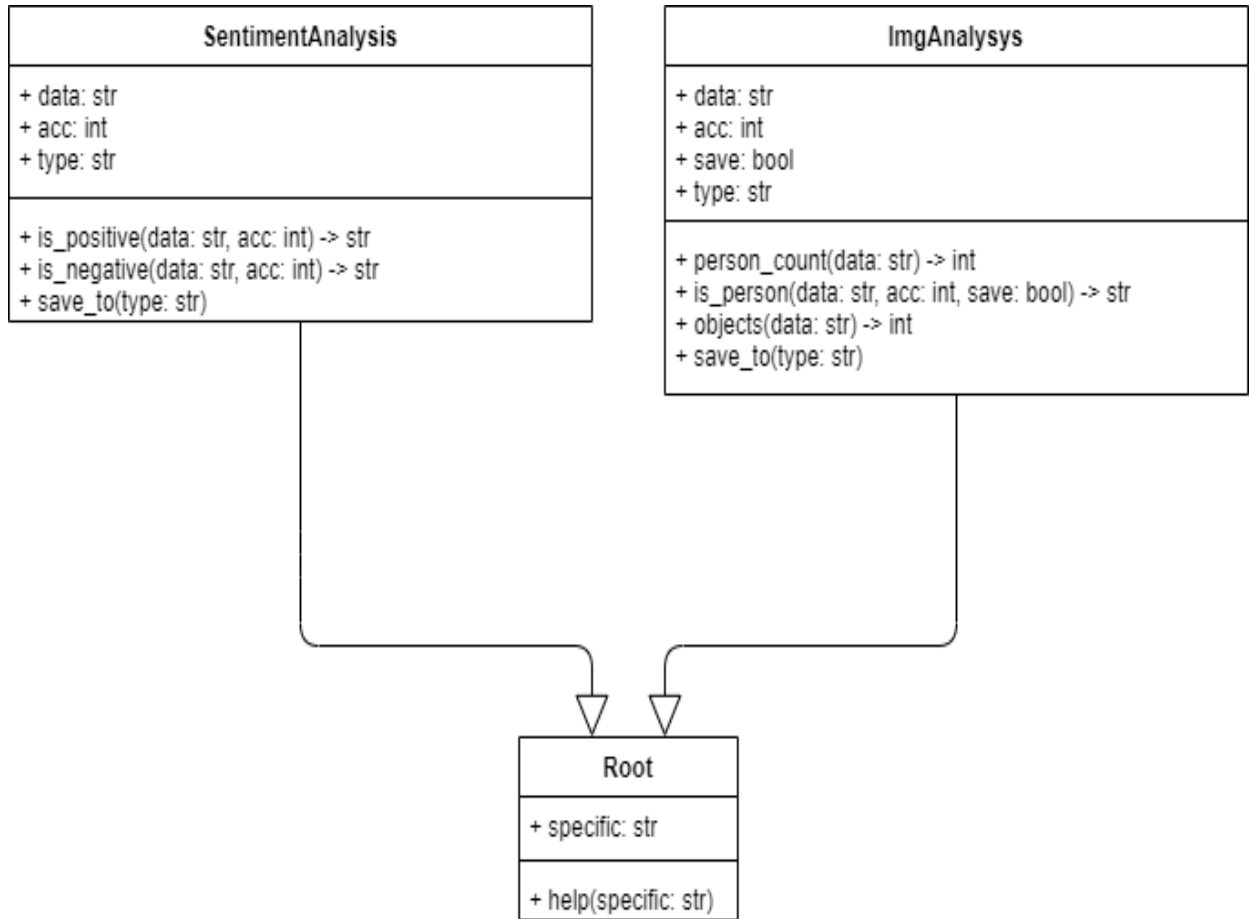 SentimentAnalysis
+ data: str
+ acc: int
+ type: str
+ is_positive(data: str, acc: int) -> str
+ is_negative(data: str, acc: int) -> str
+ save_to(type: str)
ImgAnalysys
+ data: str
+ acc: int
+ save: bool
+ type: str
+ person_count(data: str) -> int
+ is_person(data: str, acc: int, save: bool) -> str
+ objects(data: str) -> int
+ save_to(type: str)
Root
+ specific: str
+ help(specific: str)